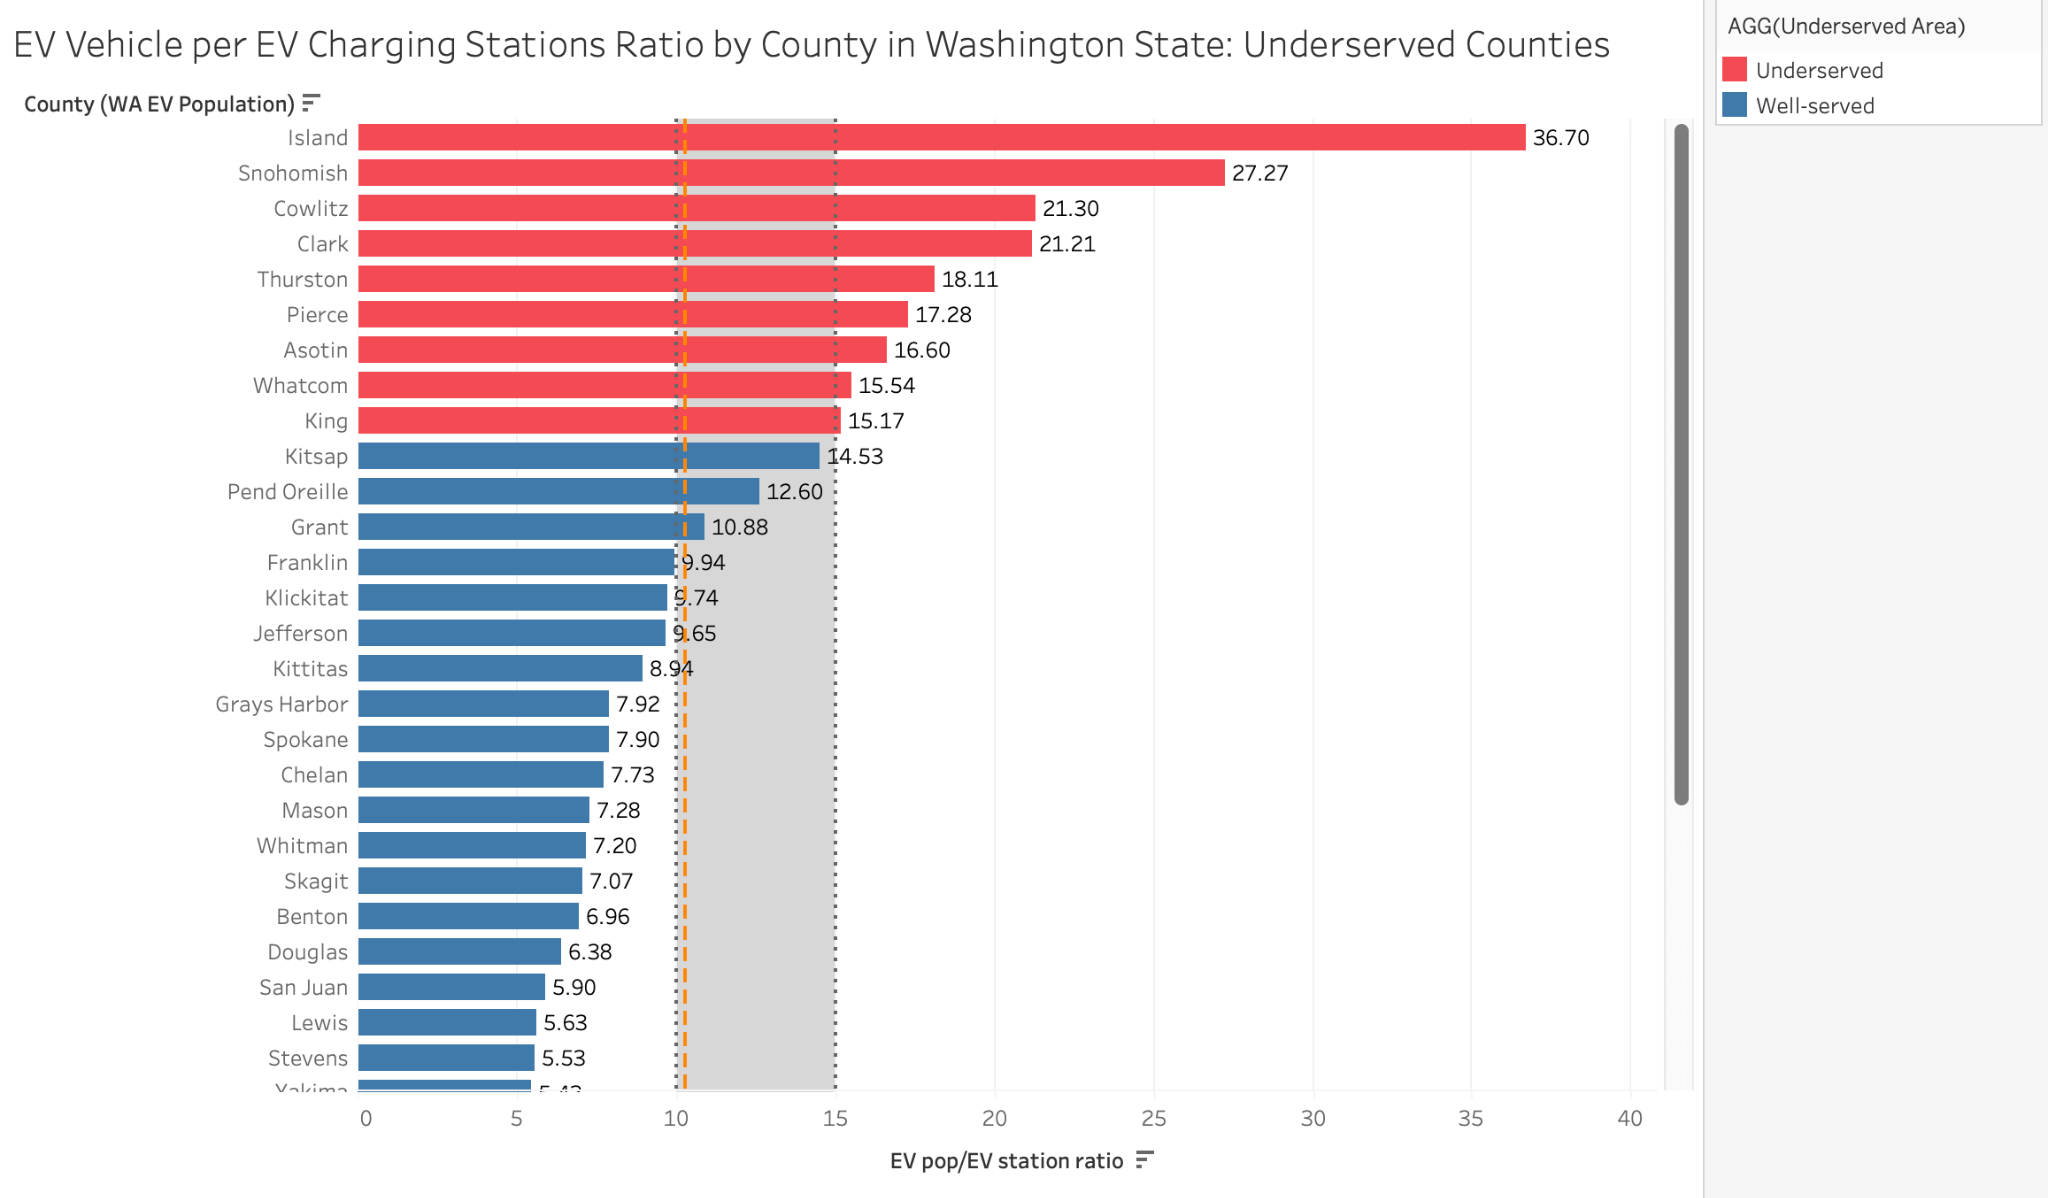 EV Vehicle per EV Charging Stations Ratio by County in Washington State: Underserved Counties
AGG(Underserved Area)
Underserved
Well-served
County (WA EV Population)
Island 36.70
Snohomish 27.27
Cowlitz 21.30
Clark 21.21
Thurston 18.11
Pierce 17.28
Asotin 16.60
Whatcom 15.54
King 15.17
Kitsap 14.53
Pend Oreille 12.60
Grant 10.88
Franklin 9.94
Klickitat 9.74
Jefferson 9.65
Kittitas 8.94
Grays Harbor 7.92
Spokane 7.90
Chelan 7.73
Mason 7.28
Whitman 7.20
Skagit 7.07
Benton 6.96
Douglas 6.38
San Juan 5.90
Lewis 5.63
Stevens 5.53
Yakima
0 5 10 15 20 25 30 35 40
EV pop/EV station ratio